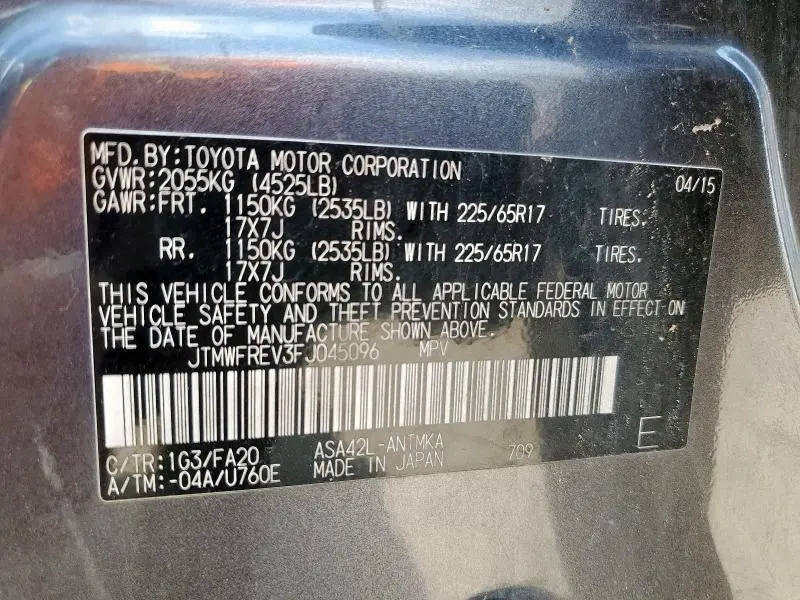 MFD.BY:TOYOTA MOTOR CORPORATION 04/15
GVWR:2055KG (4525LB)
GAWR:FRT. 1150KG (2535LB) WITH 225/65R17 TIRES.
17X7J RIMS.
RR. 1150KG (2535LB) WITH 225/65R17 TIRES.
17X7J RIMS.
THIS VEHICLE CONFORMS TO ALL APPLICABLE FEDERAL MOTOR
VEHICLE SAFETY AND THEFT PREVENTION STANDARDS IN EFFECT ON
THE DATE OF MANUFACTURE SHOWN ABOVE.
JTMWFREV3FJ045096 MPV
C/TR:1G3/FA20 ASA42L-ANTMKA 709 E
A/TM:-04A/U760E MADE IN JAPAN